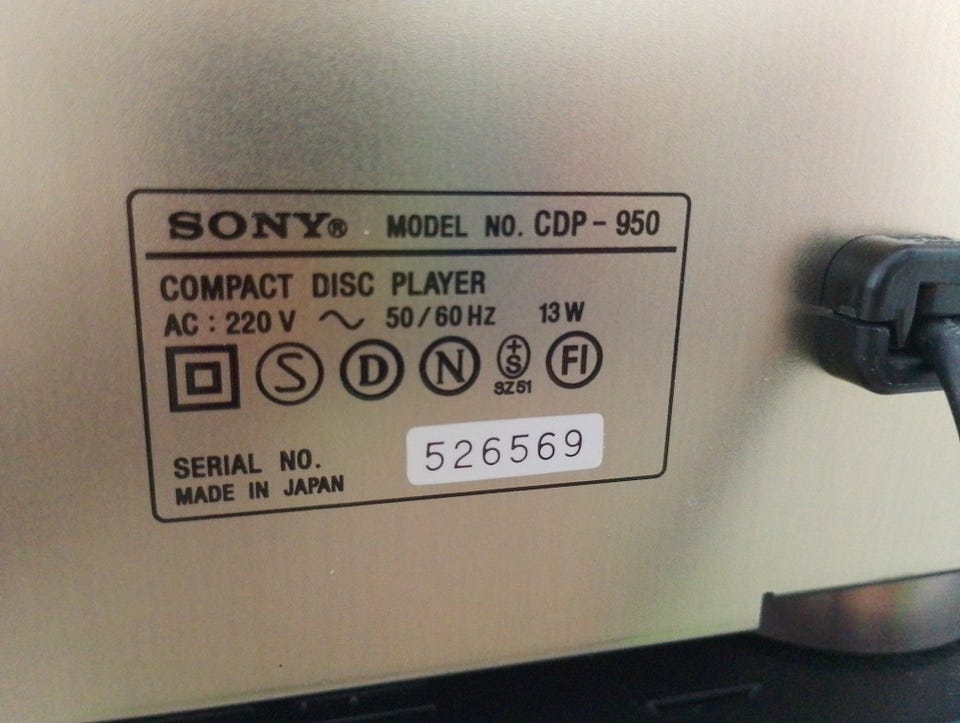 SONY® MODEL NO. CDP-950
COMPACT DISC PLAYER
AC : 220 V ~ 50/60 HZ 13 W
S D N +S FI
SZ 51
SERIAL NO. 526569
MADE IN JAPAN